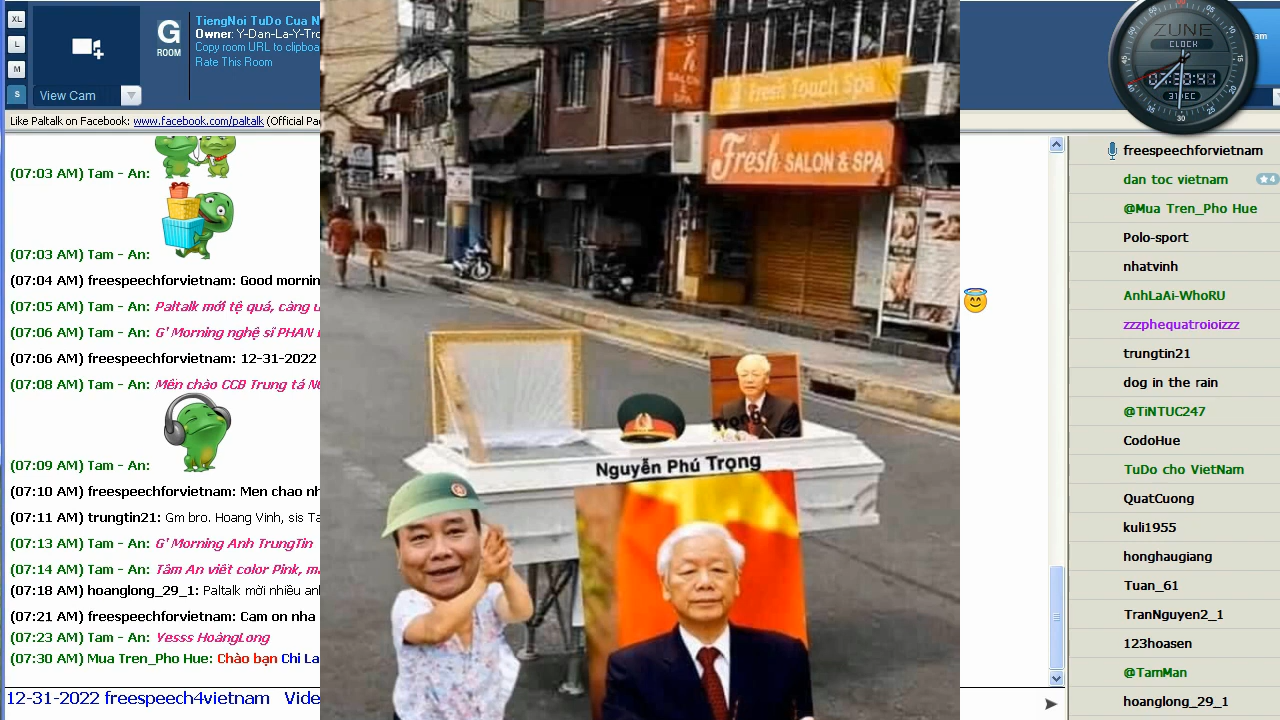 XL
L
M
S
View Cam
G
ROOM
TiengNoi TuDo Cua N
Owner: Y-Dan-La-Y-Tro
Copy room URL to clipboa
Rate This Room
Like Paltalk on Facebook: www.facebook.com/paltalk (Official Pag
(07:03 AM) Tam - An:
(07:03 AM) Tam - An:
(07:04 AM) freespeechforvietnam: Good mornin
(07:05 AM) Tam - An: Paltalk mới tệ quá, càng u
(07:06 AM) Tam - An: G' Morning nghệ sĩ PHAN
(07:06 AM) freespeechforvietnam: 12-31-2022
(07:08 AM) Tam - An: Mến chào CCB Trung tá
(07:09 AM) Tam - An:
(07:10 AM) freespeechforvietnam: Men chao nh
(07:11 AM) trungtin21: Gm bro. Hoang Vinh, sis Ta
(07:13 AM) Tam - An: G' Morning Anh TrungTin
(07:14 AM) Tam - An: Tâm An viết color Pink, m
(07:18 AM) hoanglong_29_1: Paltalk mời nhiều anh
(07:21 AM) freespeechforvietnam: Cam on nha
(07:23 AM) Tam - An: Yesss HoàngLong
(07:30 AM) Mua Tren_Pho Hue: Chào bạn Chi La
12-31-2022 freespeech4vietnam Vide
SALON
& SPA
Fresh Touch Spa
Fresh SALON & SPA
Trọng
Nguyễn Phú Trọng
ZUNE
CLOCK
07:30:41
31 DEC
freespeechforvietnam
dan toc vietnam
4
@Mua Tren_Pho Hue
Polo-sport
nhatvinh
AnhLaAi-WhoRU
zzzphequatroioizzz
trungtin21
dog in the rain
@TiNTUC247
CodoHue
TuDo cho VietNam
QuatCuong
kuli1955
honghaugiang
Tuan_61
TranNguyen2_1
123hoasen
@TamMan
hoanglong_29_1